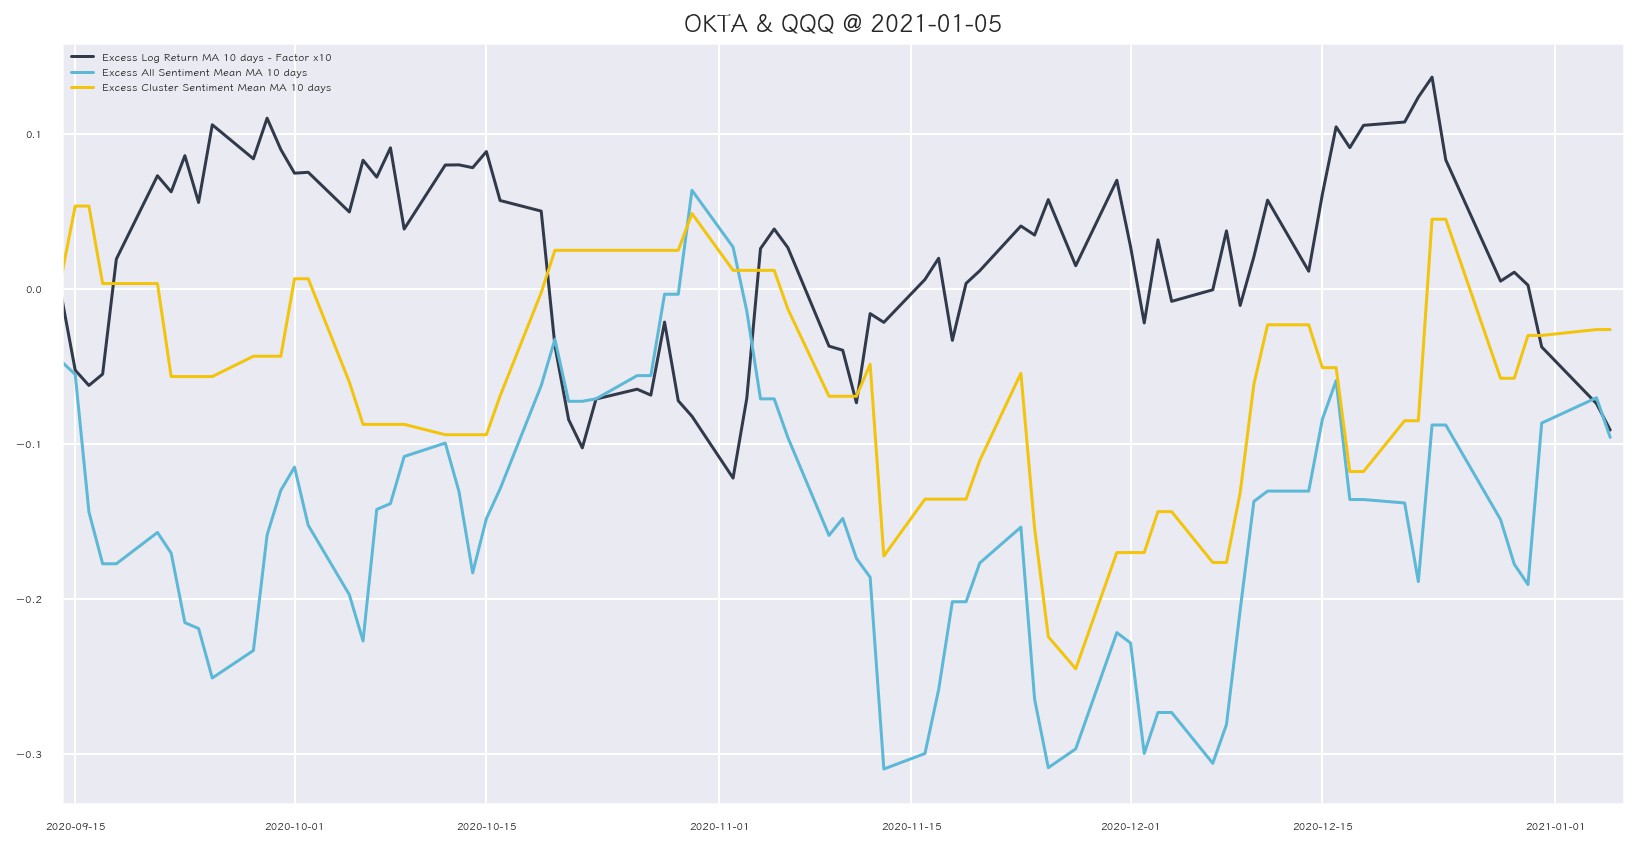 OKTA & QQQ @ 2021-01-05
Excess Log Return MA 10 days - Factor x10
Excess All Sentiment Mean MA 10 days
Excess Cluster Sentiment Mean MA 10 days
0.1
0.0
−0.1
−0.2
−0.3
2020-09-15 2020-10-01 2020-10-15 2020-11-01 2020-11-15 2020-12-01 2020-12-15 2021-01-01